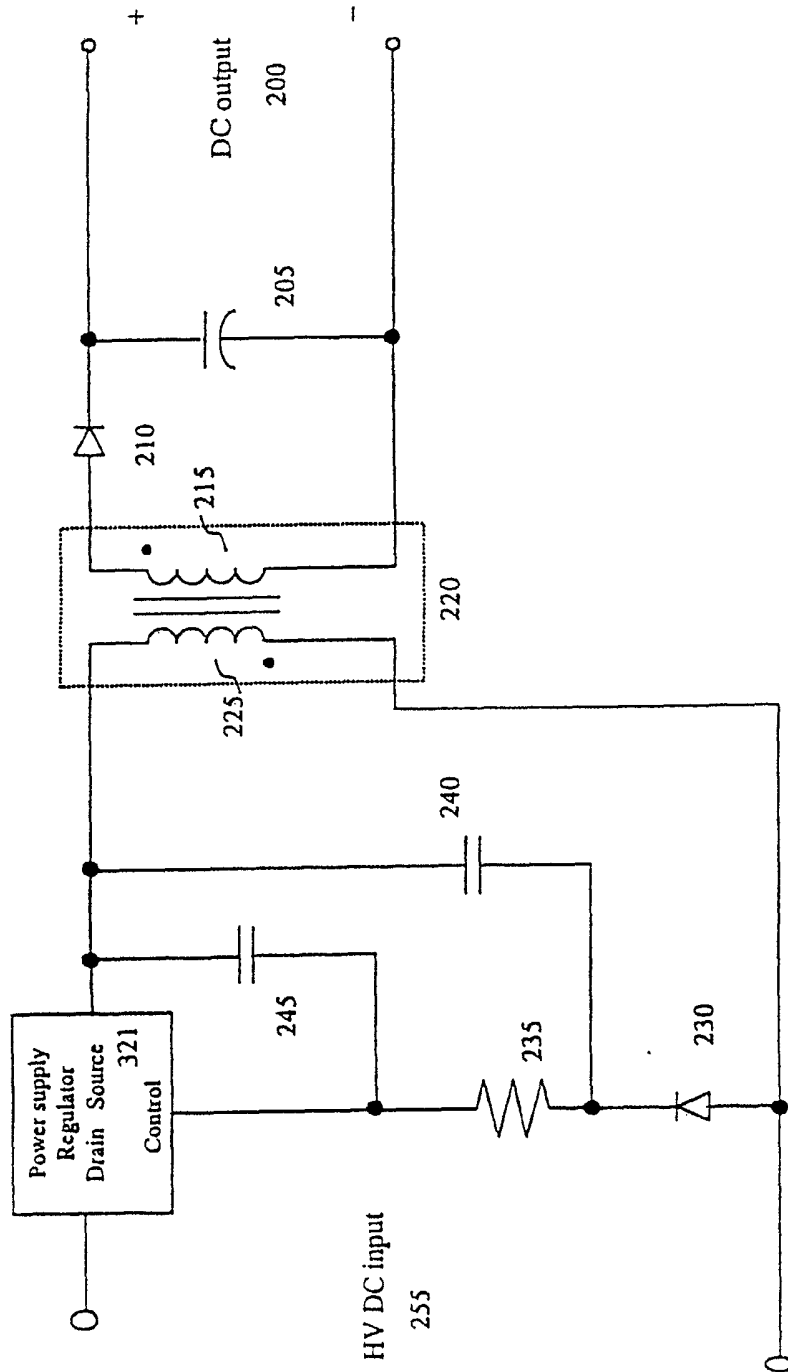 +
−
DC output
200
205
210
215
220
225
240
245
Power supply
Regulator
321
Drain Source
Control
235
230
HV DC input
255